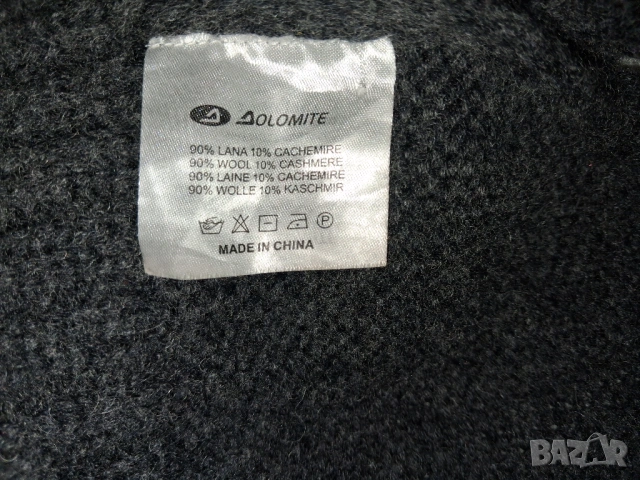 DOLOMITE
90% LANA 10% CACHEMIRE
90% WOOL 10% CASHMERE
90% LAINE 10% CACHEMIRE
90% WOLLE 10% KASCHMIR
P
MADE IN CHINA
BAZAR
bazar.bg